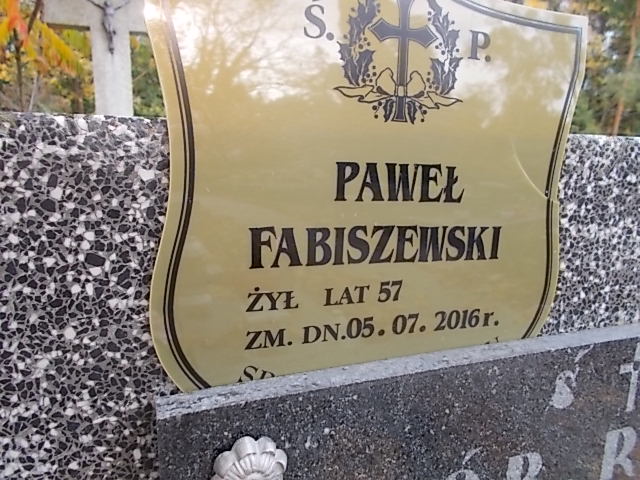 Ś. P.
PAWEŁ
FABISZEWSKI
ŻYŁ LAT 57
ZM. DN. 05. 07. 2016 r.